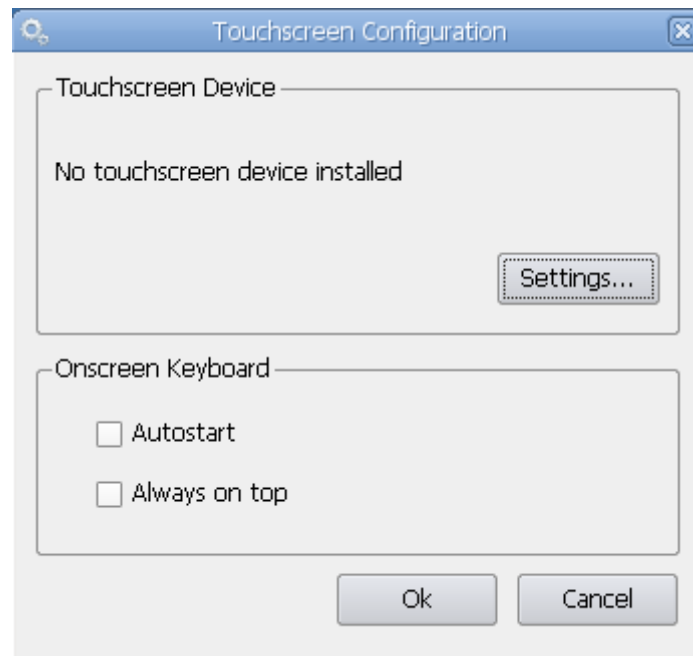 Touchscreen Configuration
Touchscreen Device
No touchscreen device installed
Settings...
Onscreen Keyboard
Autostart
Always on top
Ok
Cancel